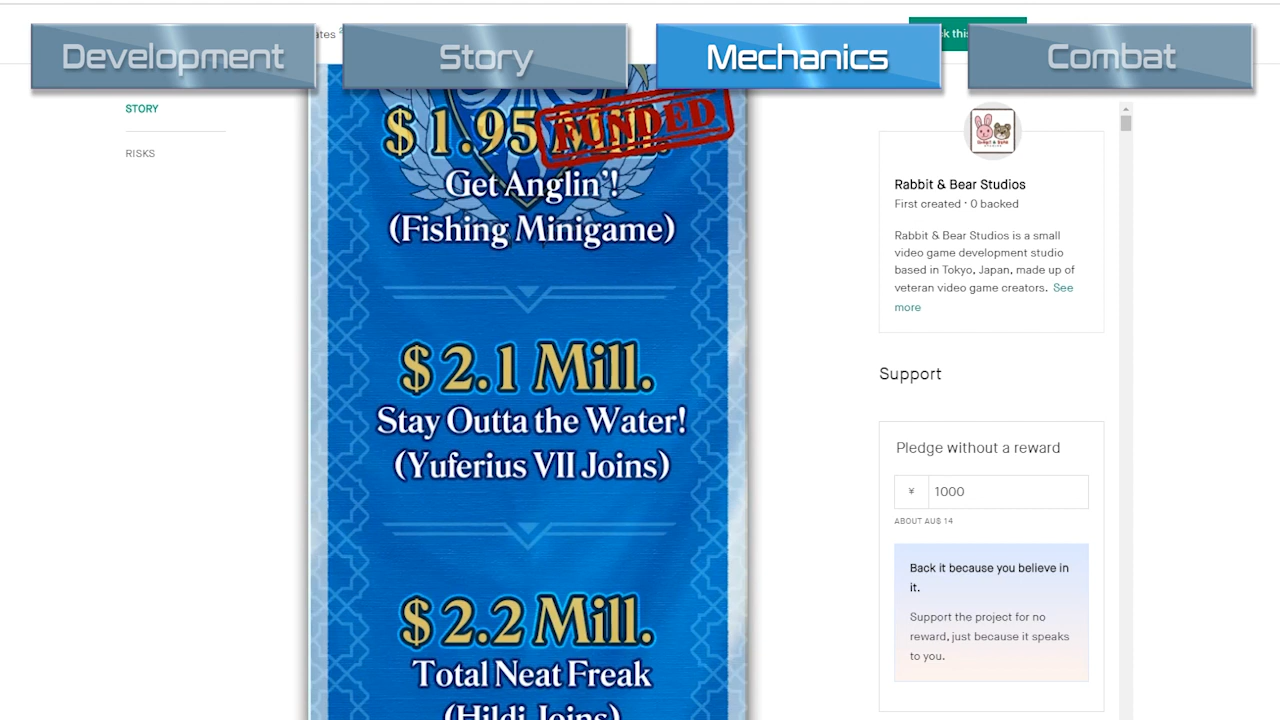 Development
Story
Mechanics
Combat
STORY
RISKS
$ 1.95 Mill.
FUNDED
Get Anglin'!
(Fishing Minigame)
$ 2.1 Mill.
Stay Outta the Water!
(Yuferius VII Joins)
$ 2.2 Mill.
Total Neat Freak
(Hildi Joins)
Rabbit & Bear Studios
First created · 0 backed
Rabbit & Bear Studios is a small
video game development studio
based in Tokyo, Japan, made up of
veteran video game creators. See
more
Support
Pledge without a reward
¥ 1000
ABOUT AU$ 14
Back it because you believe in
it.
Support the project for no
reward, just because it speaks
to you.